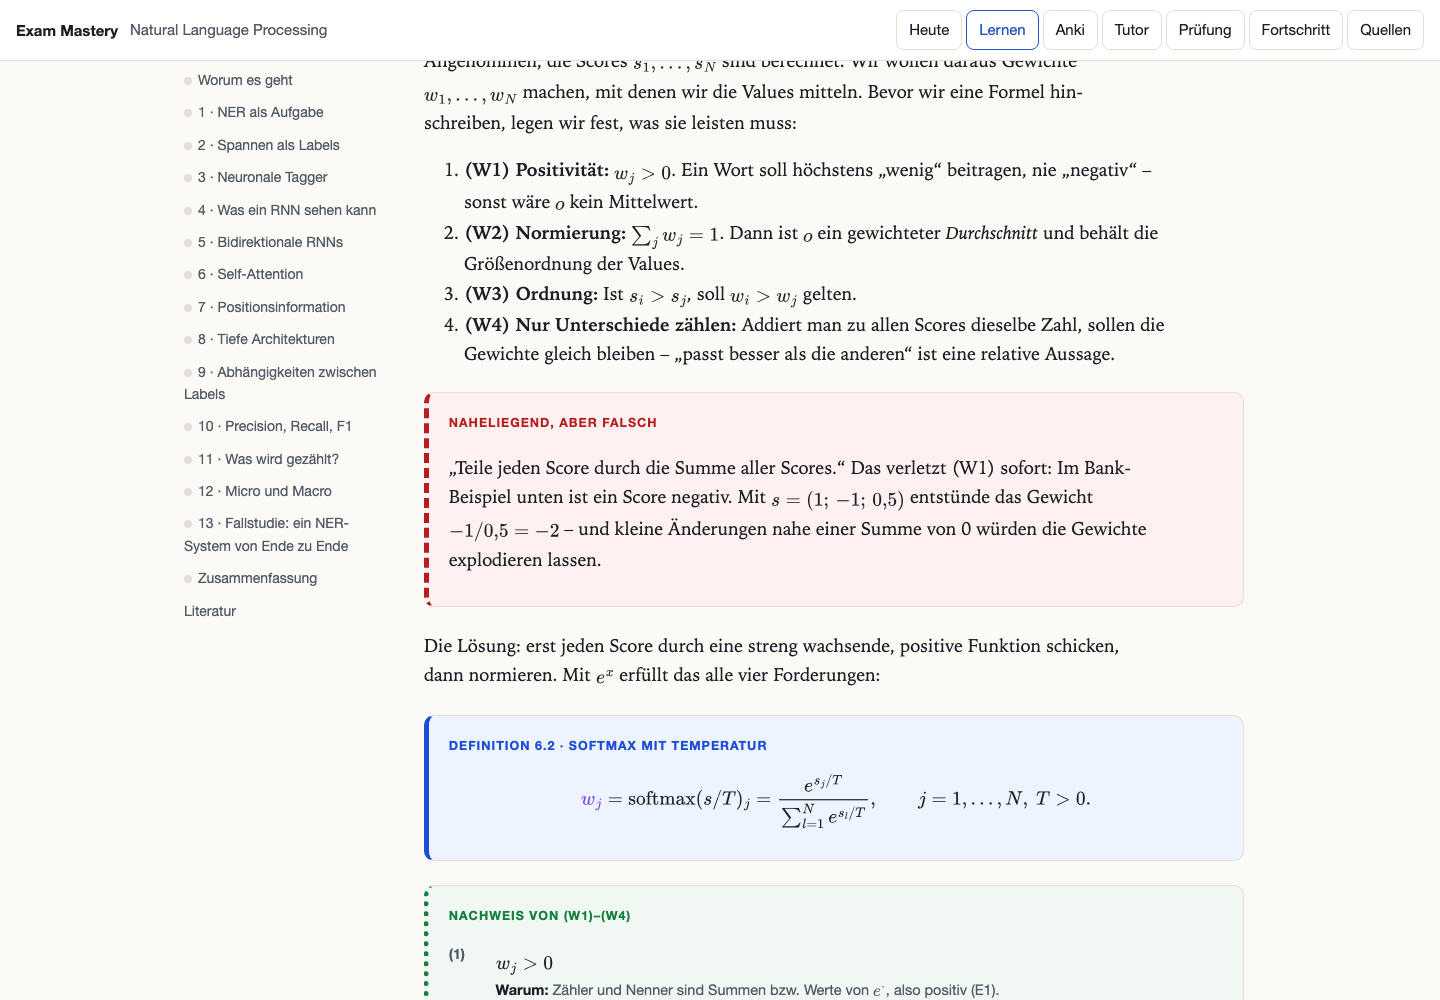 Exam Mastery Natural Language Processing
Heute Lernen Anki Tutor Prüfung Fortschritt Quellen
Worum es geht
1 · NER als Aufgabe
2 · Spannen als Labels
3 · Neuronale Tagger
4 · Was ein RNN sehen kann
5 · Bidirektionale RNNs
6 · Self-Attention
7 · Positionsinformation
8 · Tiefe Architekturen
9 · Abhängigkeiten zwischen
Labels
10 · Precision, Recall, F1
11 · Was wird gezählt?
12 · Micro und Macro
13 · Fallstudie: ein NER-
System von Ende zu Ende
Zusammenfassung
Literatur
Angenommen, die Scores s_1, . . . , s_N sind berechnet. Wir wollen daraus Gewichte
w_1, . . . , w_N machen, mit denen wir die Values mitteln. Bevor wir eine Formel hin-
schreiben, legen wir fest, was sie leisten muss:
1. (W1) Positivität: w_j > 0. Ein Wort soll höchstens „wenig“ beitragen, nie „negativ“ –
sonst wäre o kein Mittelwert.
2. (W2) Normierung: ∑_j w_j = 1. Dann ist o ein gewichteter Durchschnitt und behält die
Größenordnung der Values.
3. (W3) Ordnung: Ist s_i > s_j, soll w_i > w_j gelten.
4. (W4) Nur Unterschiede zählen: Addiert man zu allen Scores dieselbe Zahl, sollen die
Gewichte gleich bleiben – „passt besser als die anderen“ ist eine relative Aussage.
NAHELIEGEND, ABER FALSCH
„Teile jeden Score durch die Summe aller Scores.“ Das verletzt (W1) sofort: Im Bank-
Beispiel unten ist ein Score negativ. Mit s = (1; −1; 0,5) entstünde das Gewicht
−1/0,5 = −2 – und kleine Änderungen nahe einer Summe von 0 würden die Gewichte
explodieren lassen.
Die Lösung: erst jeden Score durch eine streng wachsende, positive Funktion schicken,
dann normieren. Mit e^x erfüllt das alle vier Forderungen:
DEFINITION 6.2 · SOFTMAX MIT TEMPERATUR
w_j = softmax(s/T)_j = e^{s_j/T} / ∑_{l=1}^N e^{s_l/T}, j = 1, . . . , N, T > 0.
NACHWEIS VON (W1)–(W4)
(1) w_j > 0
Warum: Zähler und Nenner sind Summen bzw. Werte von e^·, also positiv (E1).